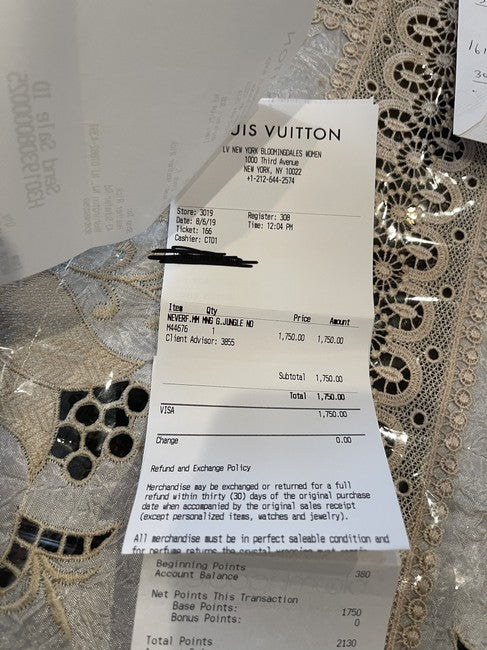 UIS VUITTON
LV NEW YORK BLOOMINGDALES WOMEN
1000 Third Avenue
NEW YORK, NY 10022
+1-212-644-2574
Store: 3019 Register: 308
Date: 8/6/19 Time: 12:04 PM
Ticket: 166
Cashier: CT01
Item Qty Price Amount
NEVERF.MM MNG G.JUNGLE NO
M44676 1 1,750.00 1,750.00
Client Advisor: 3855
Subtotal 1,750.00
Total 1,750.00
VISA 1,750.00
Change 0.00
Refund and Exchange Policy
Merchandise may be exchanged or returned for a full
refund within thirty (30) days of the original purchase
date when accompanied by the original sales receipt
(except personalized items, watches and jewelry).
All merchandise must be in perfect saleable condition and
for perfume returns the crystal
Beginning Points
Account Balance 380
Net Points This Transaction
Base Points: 1750
Bonus Points: 0
Total Points 2130